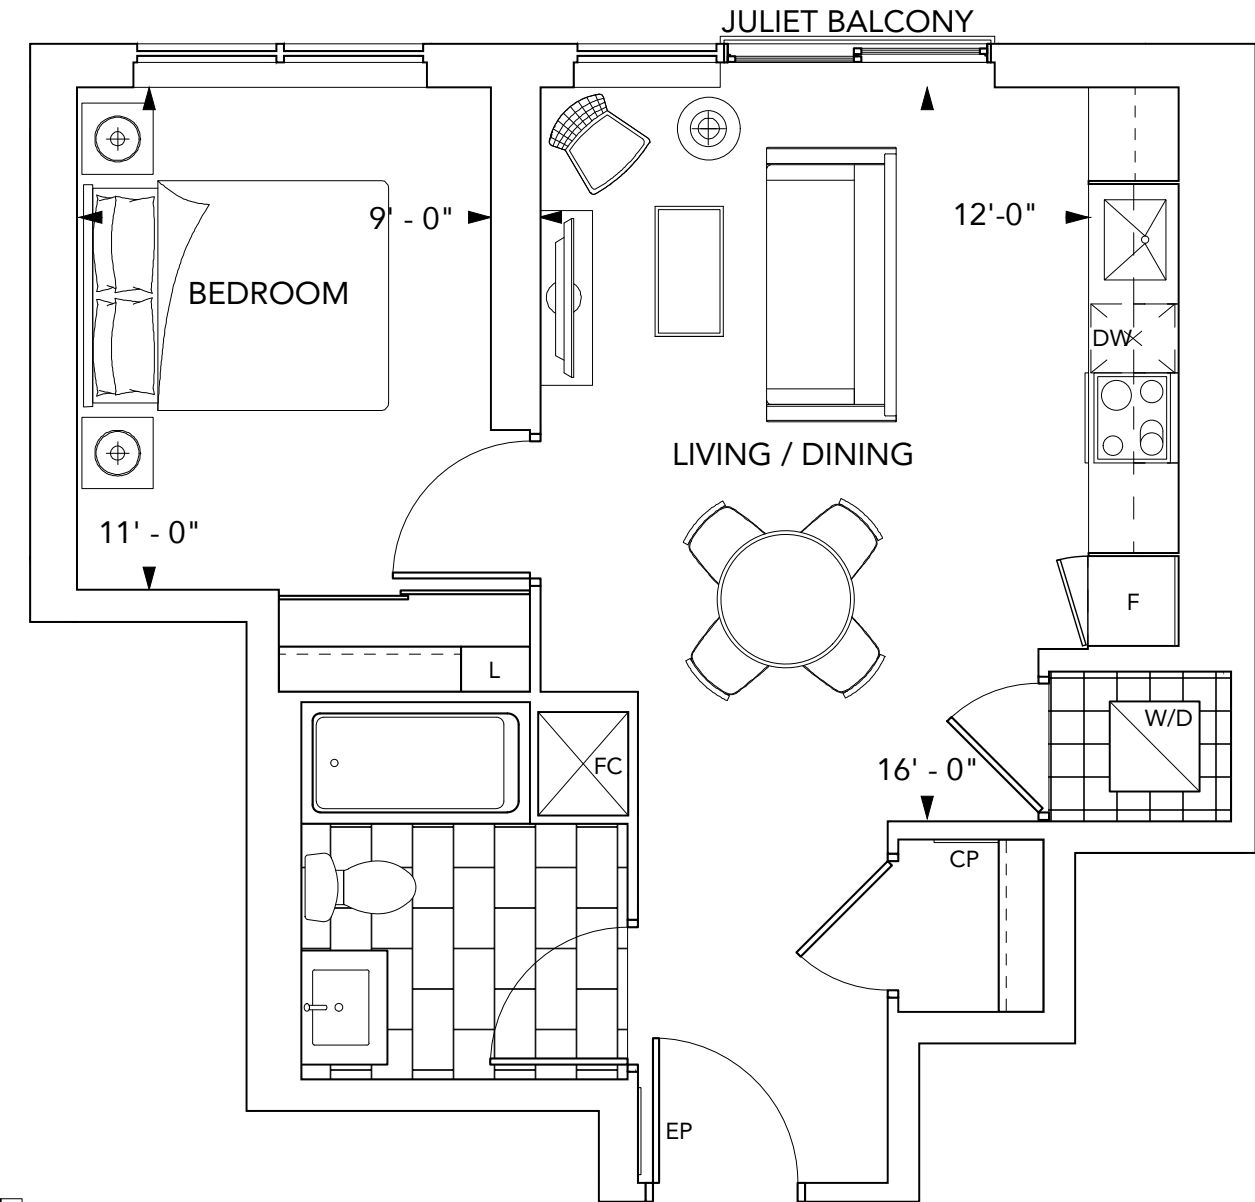 JULIET BALCONY
9' - 0"
12'-0"
BEDROOM
DW
LIVING / DINING
11' - 0"
F
L
W/D
FC
16' - 0"
CP
EP